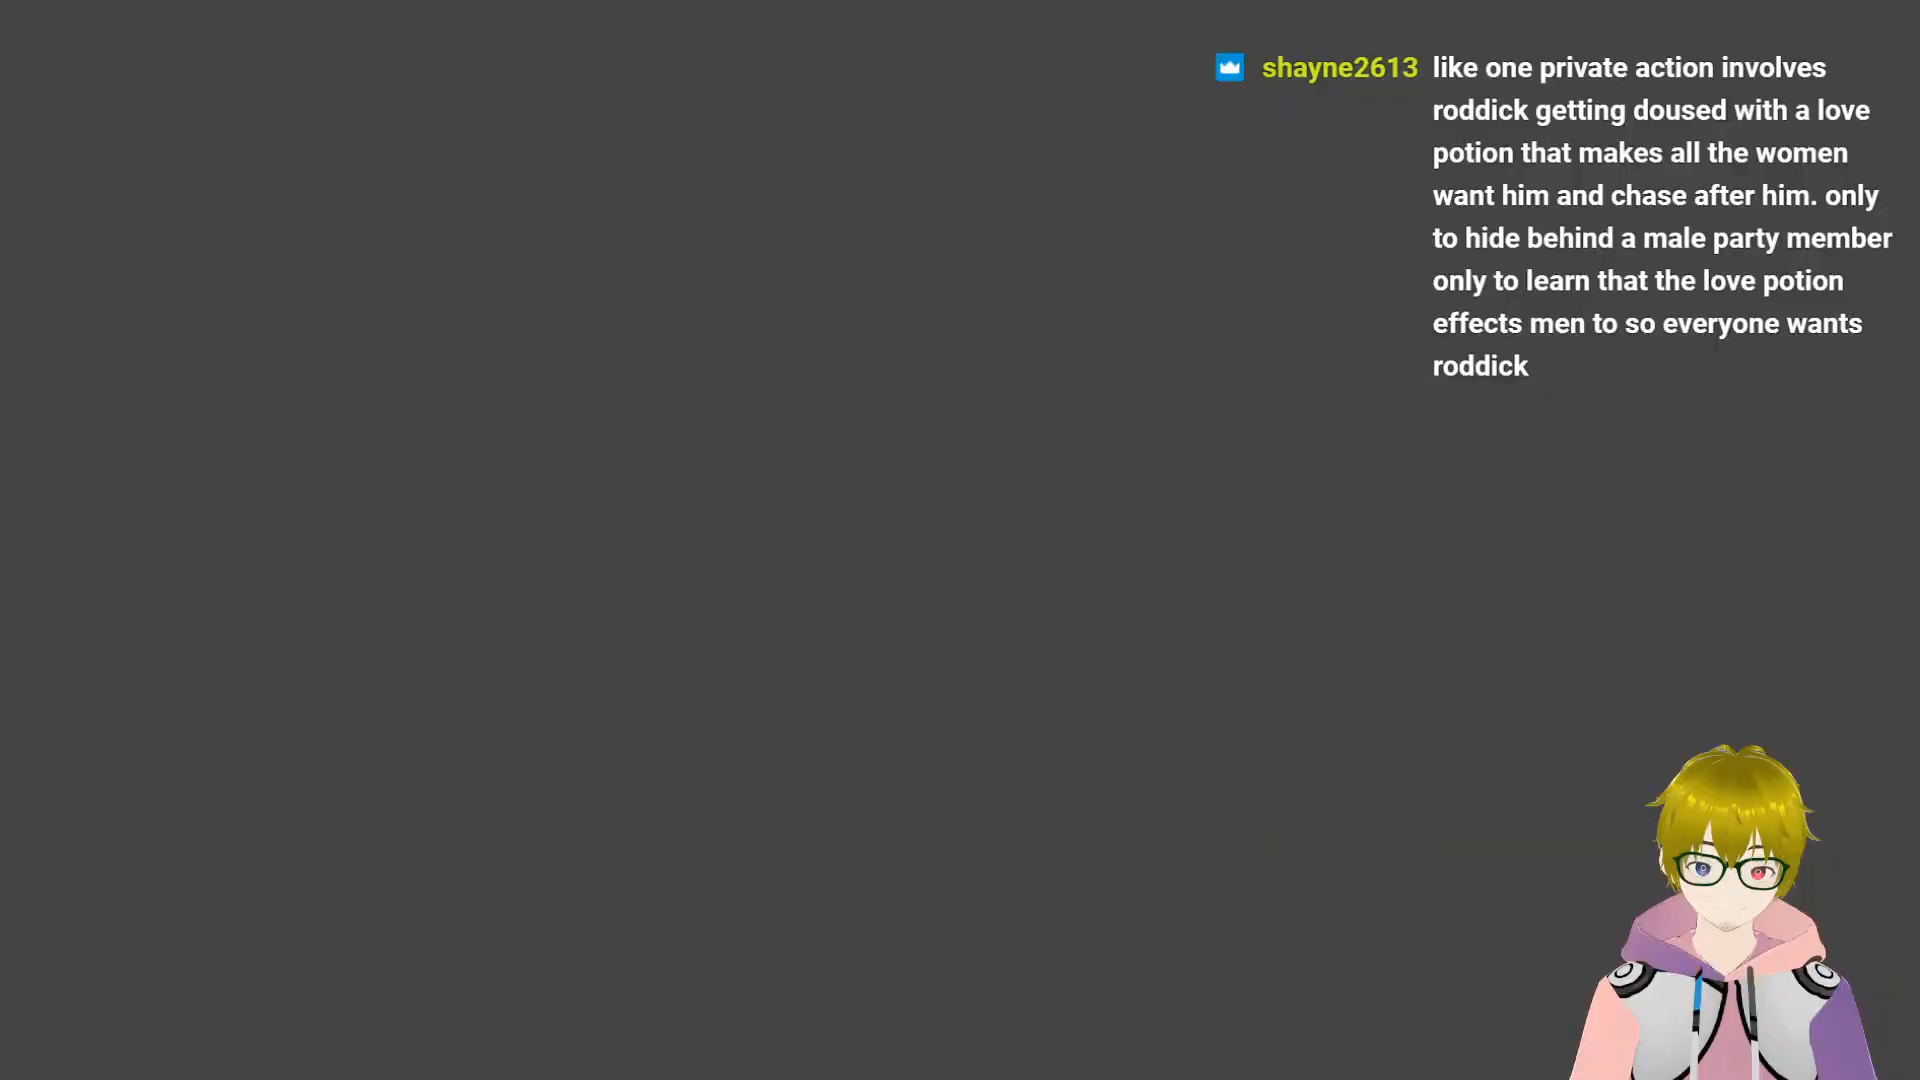 shayne2613 like one private action involves
roddick getting doused with a love
potion that makes all the women
want him and chase after him. only
to hide behind a male party member
only to learn that the love potion
effects men to so everyone wants
roddick